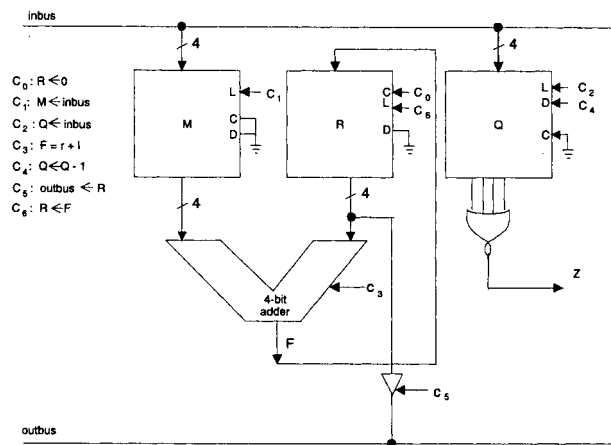 inbus
4
4
C₀: R←0
C₁: M←inbus
C₂: Q←inbus
C₃: F = r + l
C₄: Q←Q - 1
C₅: outbus ← R
C₆: R←F
M
L
C₁
C
D
R
C
C₀
L
C₆
D
Q
L
C₂
D
C₄
C
4
4
Z
4-bit
adder
C₃
F
C₅
outbus